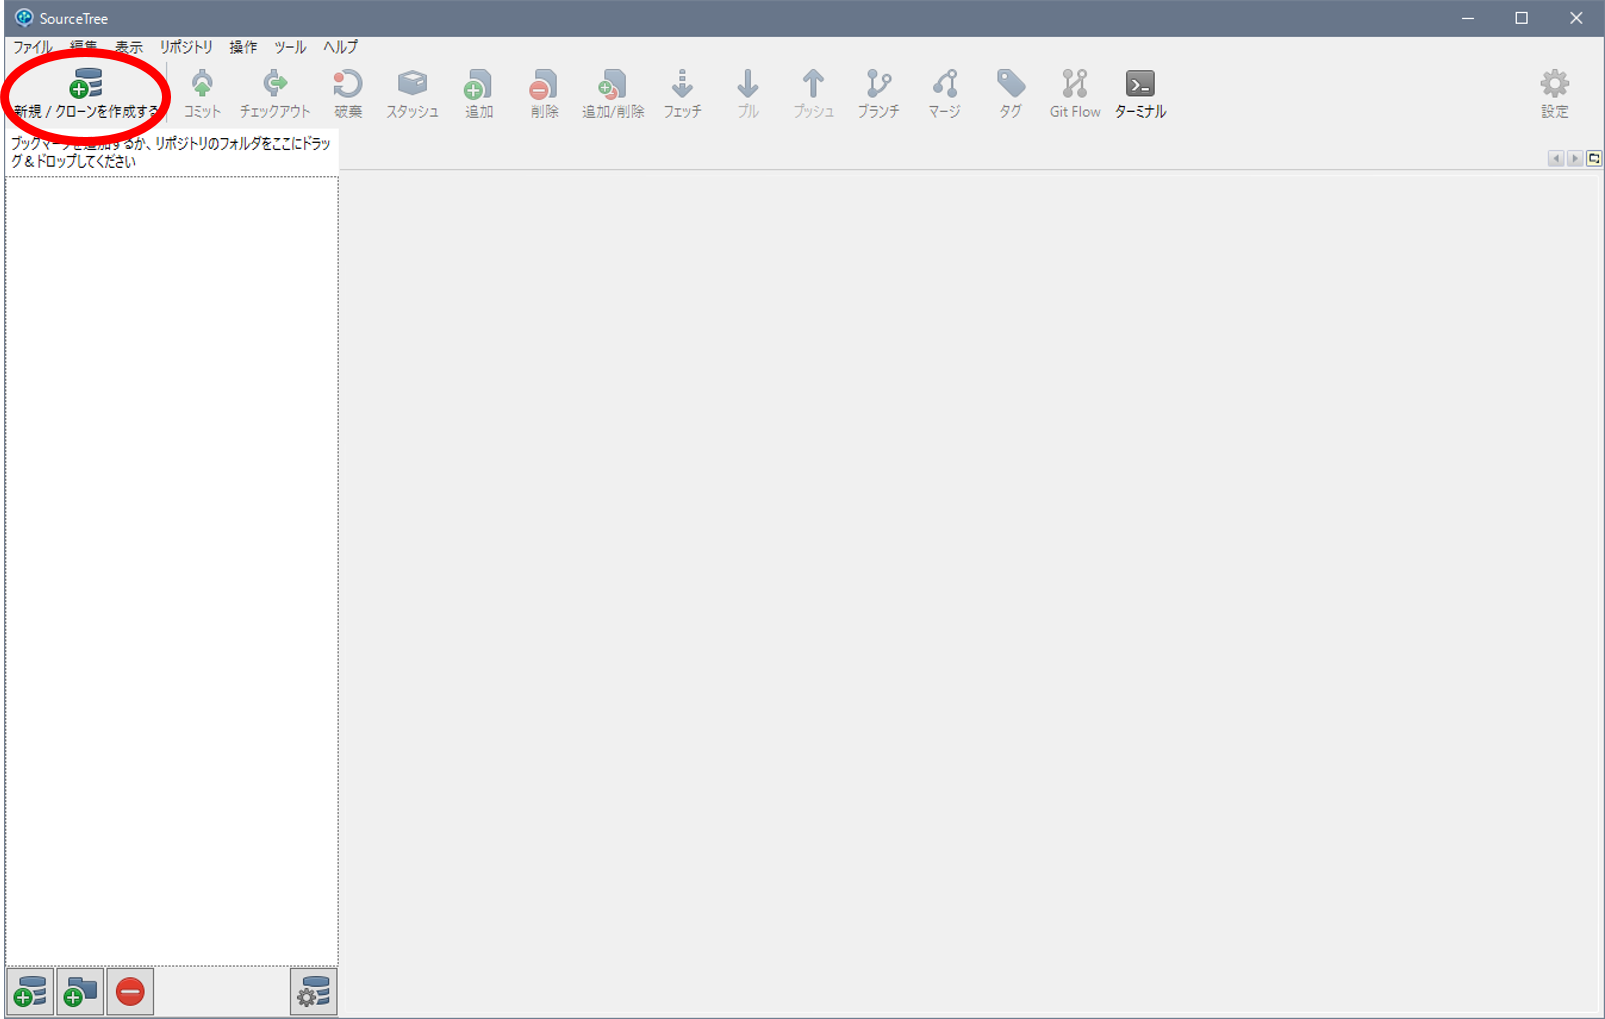 SourceTree
ファイル 編集 表示 リポジトリ 操作 ツール ヘルプ
新規 / クローンを作成する コミット チェックアウト 破棄 スタッシュ 追加 削除 追加/削除 フェッチ プル プッシュ ブランチ マージ タグ Git Flow ターミナル 設定
ブックマークを追加するか、リポジトリのフォルダをここにドラッ
グ＆ドロップしてください